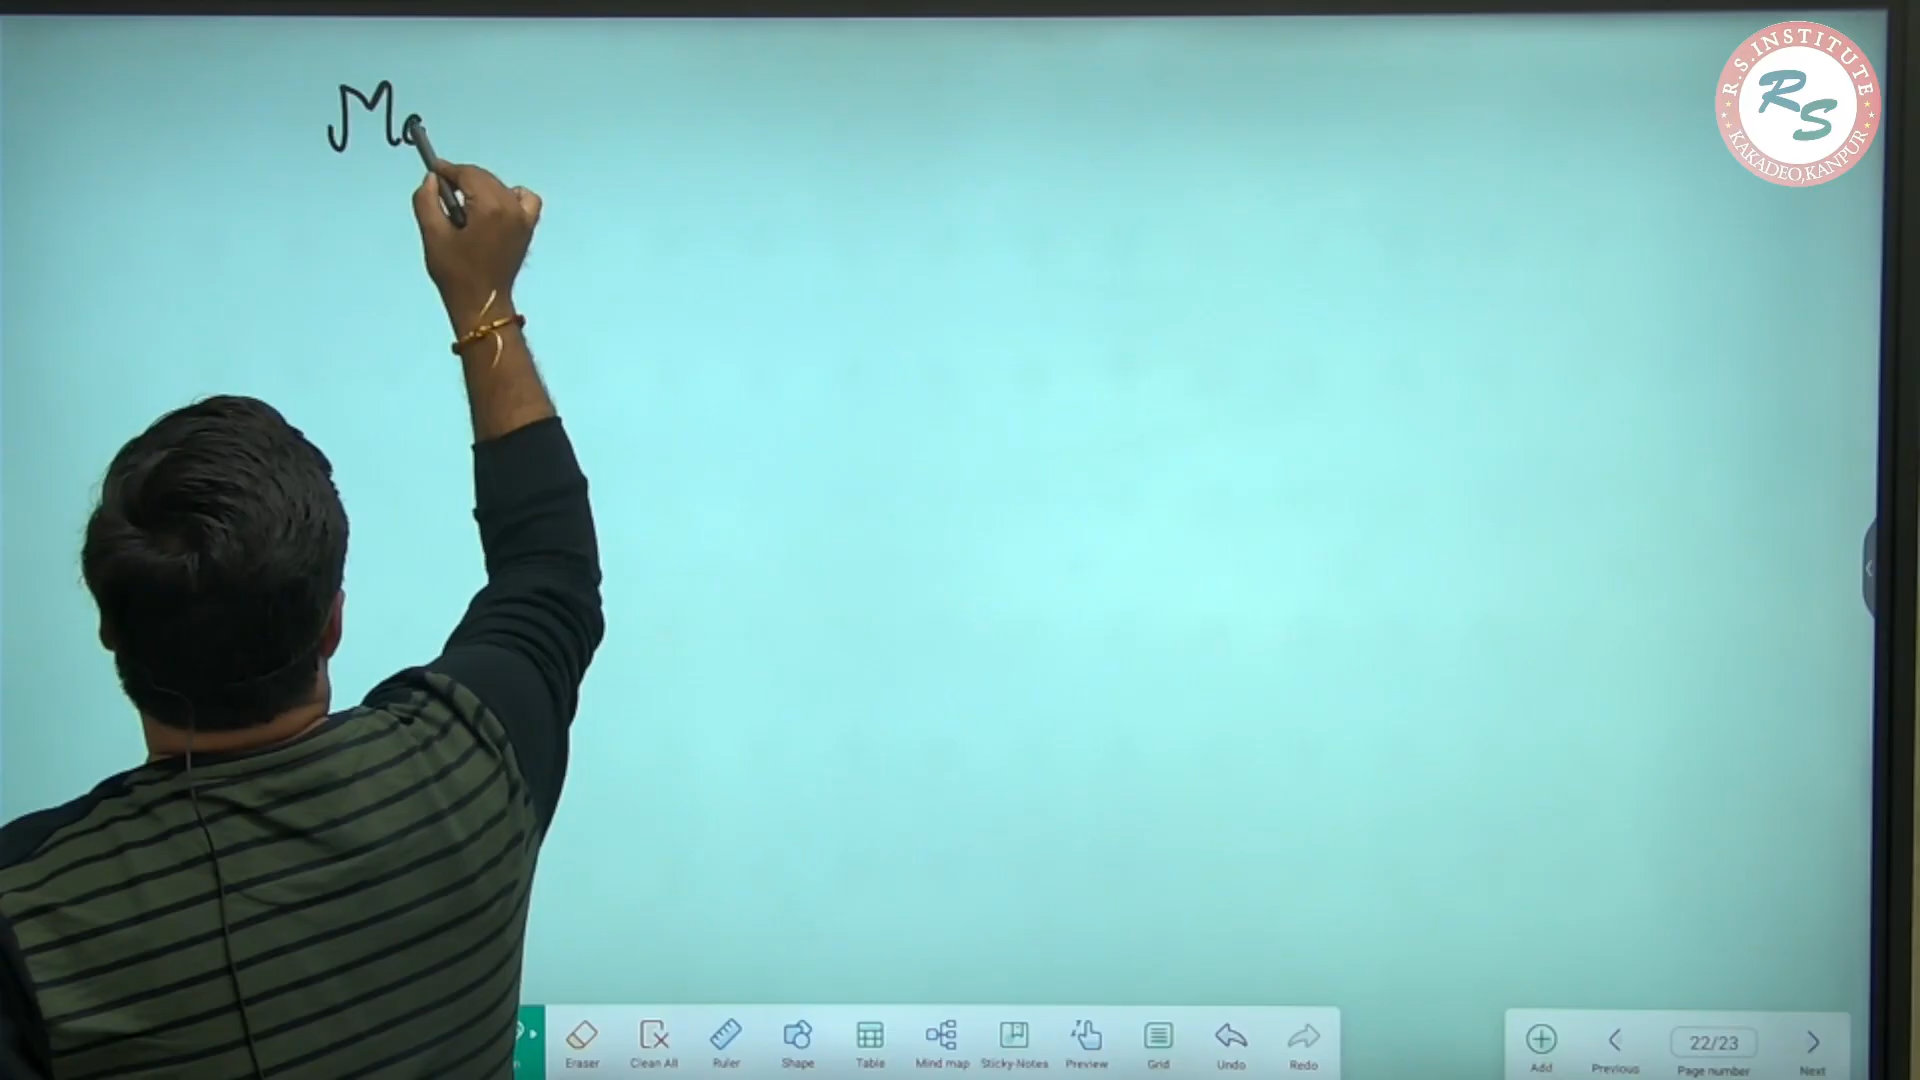 Ma
R.S.INSTITUTE
RS
KAKADEO,KANPUR
Eraser
Clean All
Ruler
Shape
Table
Mind map
Sticky-Notes
Preview
Grid
Undo
Redo
Add
Previous
22/23
Page number
Next